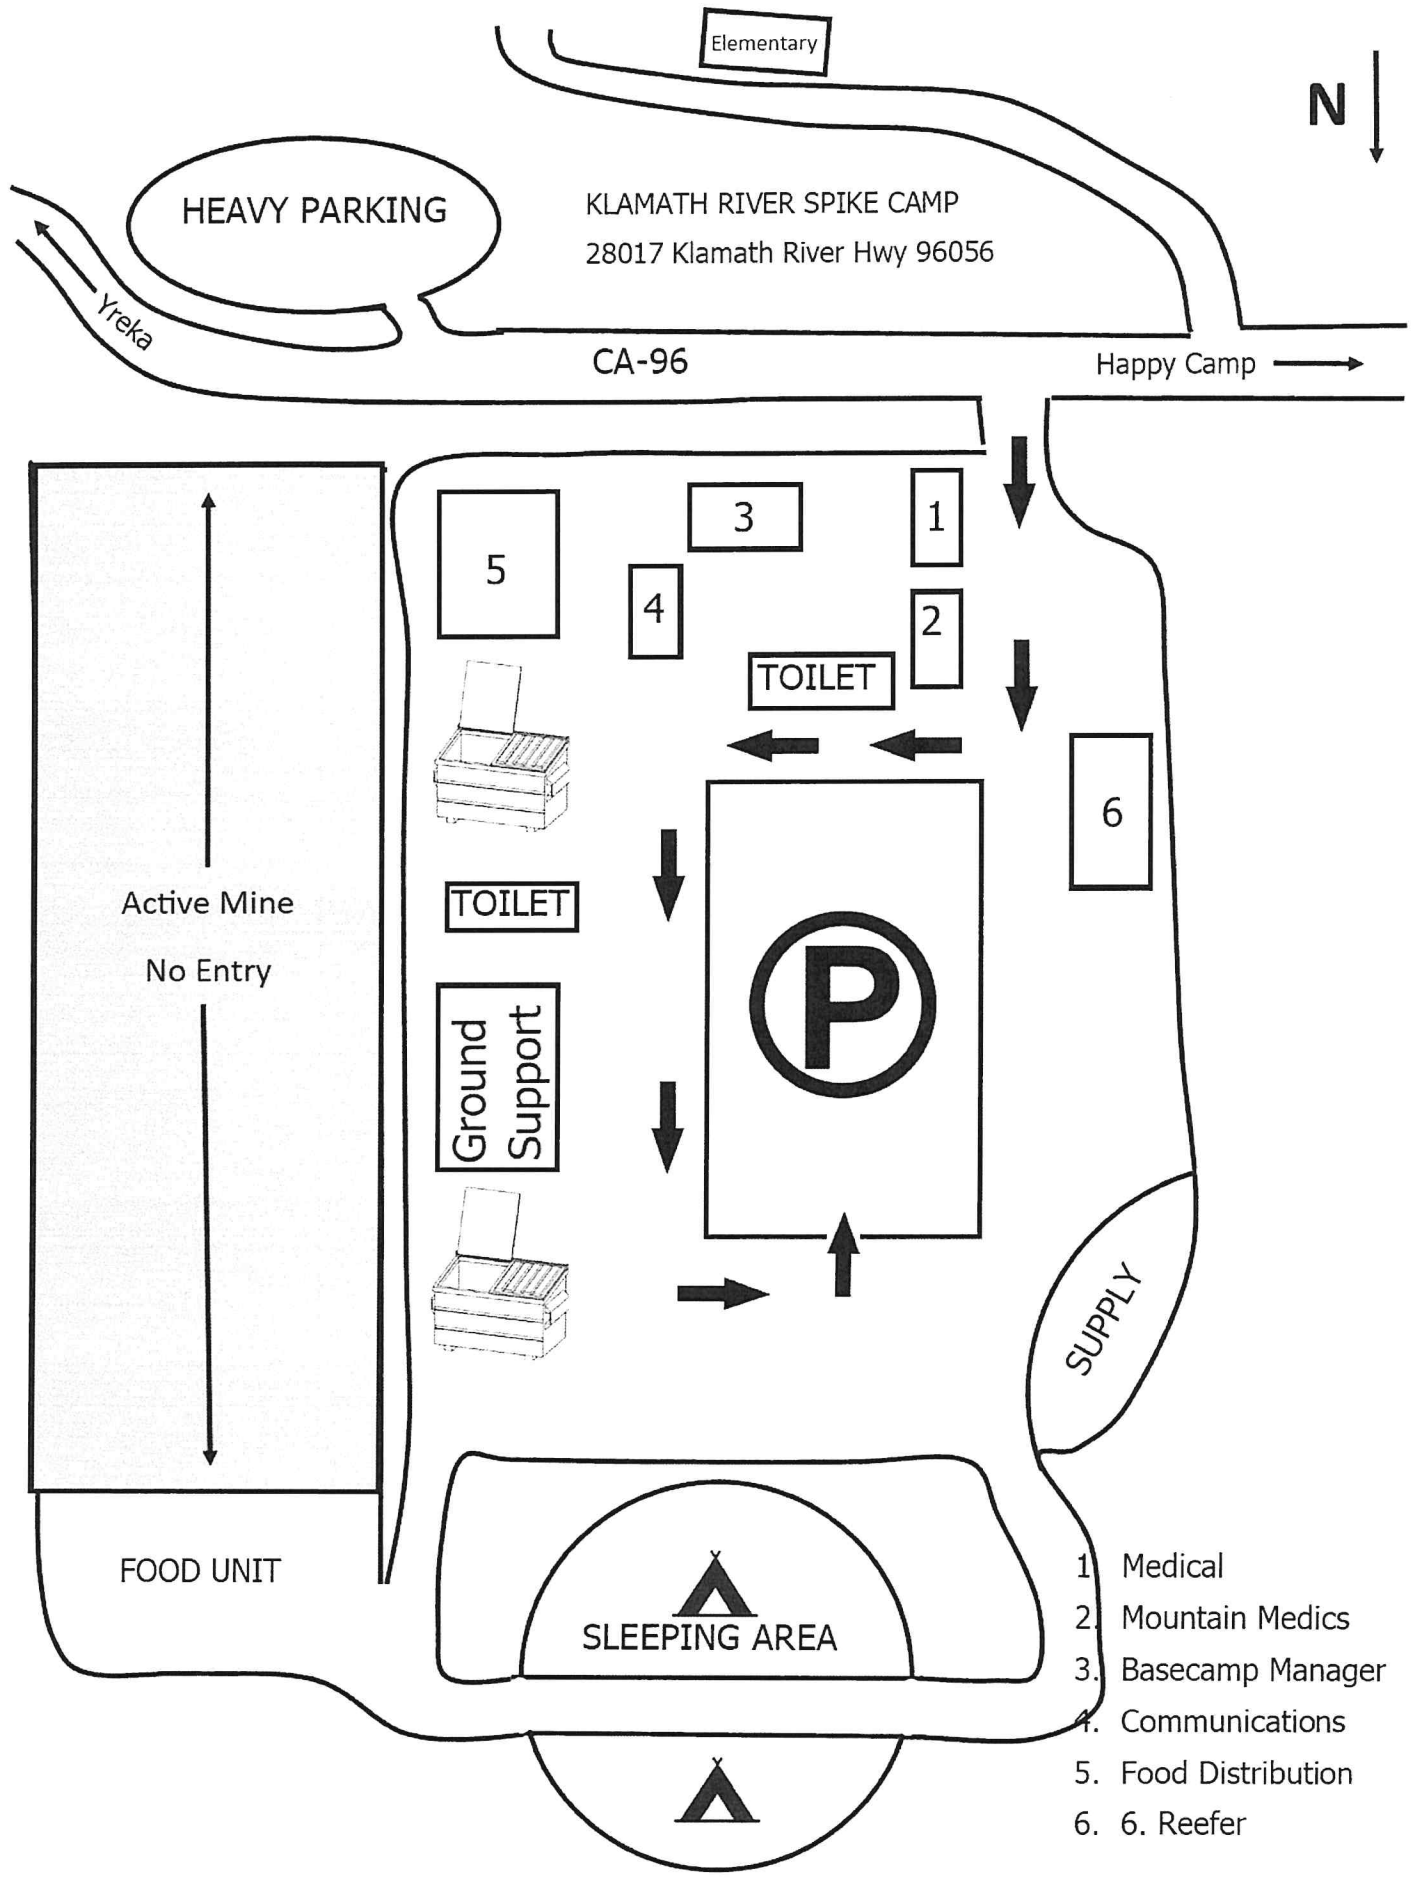 Elementary
N
HEAVY PARKING
KLAMATH RIVER SPIKE CAMP
28017 Klamath River Hwy 96056
Yreka
CA-96
Happy Camp
5
3
1
4
2
TOILET
6
Active Mine
No Entry
TOILET
P
Ground
Support
SUPPLY
FOOD UNIT
SLEEPING AREA
1 Medical
2. Mountain Medics
3. Basecamp Manager
4. Communications
5. Food Distribution
6. 6. Reefer